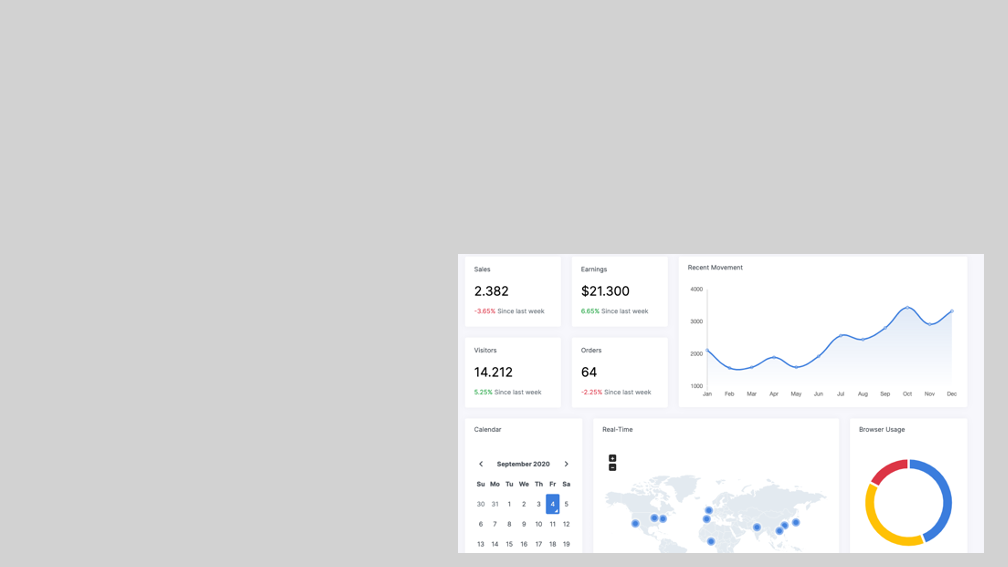 Sales
2.382
-3.65% Since last week
Earnings
$21.300
6.65% Since last week
Visitors
14.212
5.25% Since last week
Orders
64
-2.25% Since last week
Recent Movement
4000
3000
2000
1000
Jan Feb Mar Apr May Jun Jul Aug Sep Oct Nov Dec
Calendar
September 2020
Su Mo Tu We Th Fr Sa
30 31 1 2 3 4 5
6 7 8 9 10 11 12
13 14 15 16 17 18 19
Real-Time
+
−
Browser Usage